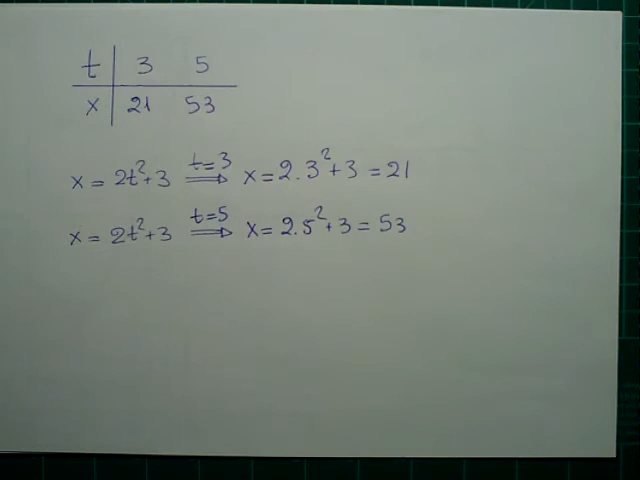 t | 3 5
x | 21 53
x = 2t²+3 ⟹ t=3 x = 2.3²+3 = 21
x = 2t²+3 ⟹ t=5 x = 2.5²+3 = 53